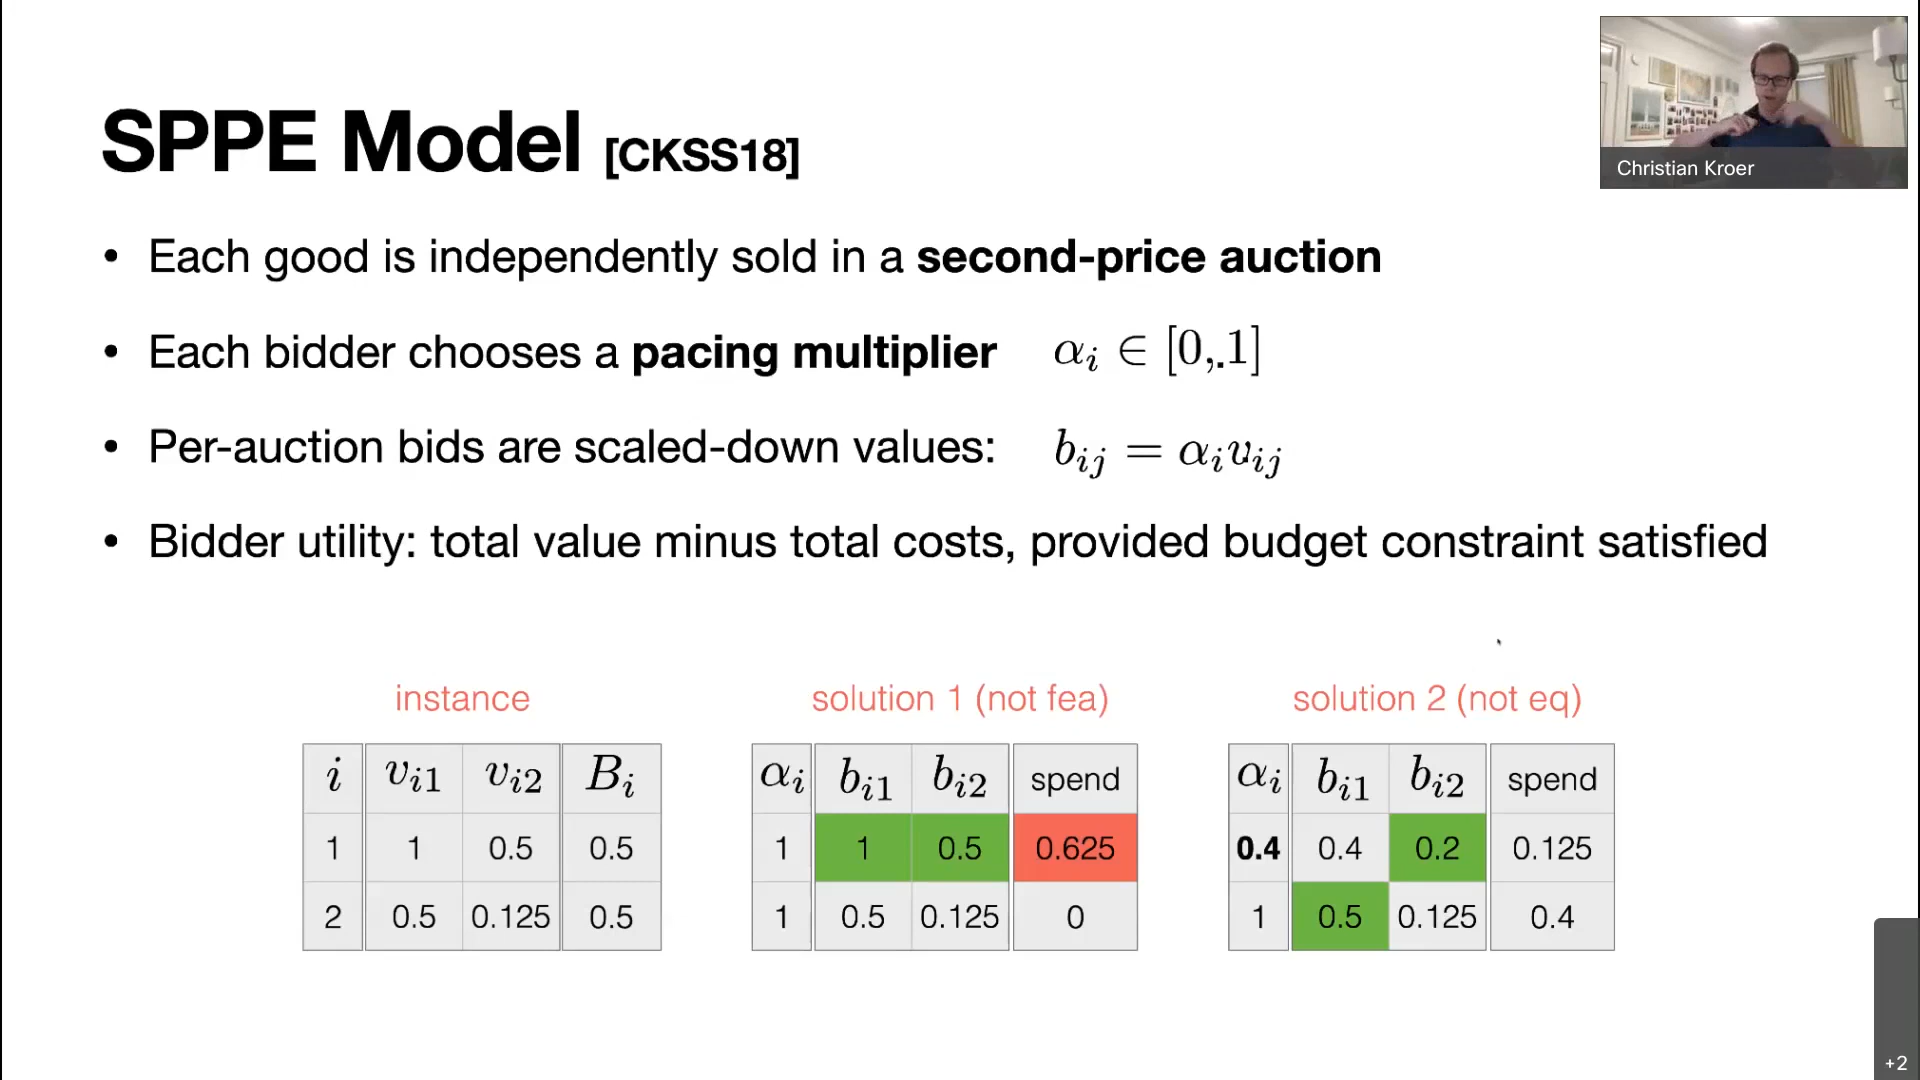 SPPE Model [CKSS18]
Christian Kroer
• Each good is independently sold in a second-price auction
• Each bidder chooses a pacing multiplier αᵢ ∈ [0, 1]
• Per-auction bids are scaled-down values: bᵢⱼ = αᵢvᵢⱼ
• Bidder utility: total value minus total costs, provided budget constraint satisfied
instance
i vᵢ₁ vᵢ₂ Bᵢ
1 1 0.5 0.5
2 0.5 0.125 0.5
solution 1 (not fea)
αᵢ bᵢ₁ bᵢ₂ spend
1 1 0.5 0.625
1 0.5 0.125 0
solution 2 (not eq)
αᵢ bᵢ₁ bᵢ₂ spend
0.4 0.4 0.2 0.125
1 0.5 0.125 0.4
+2